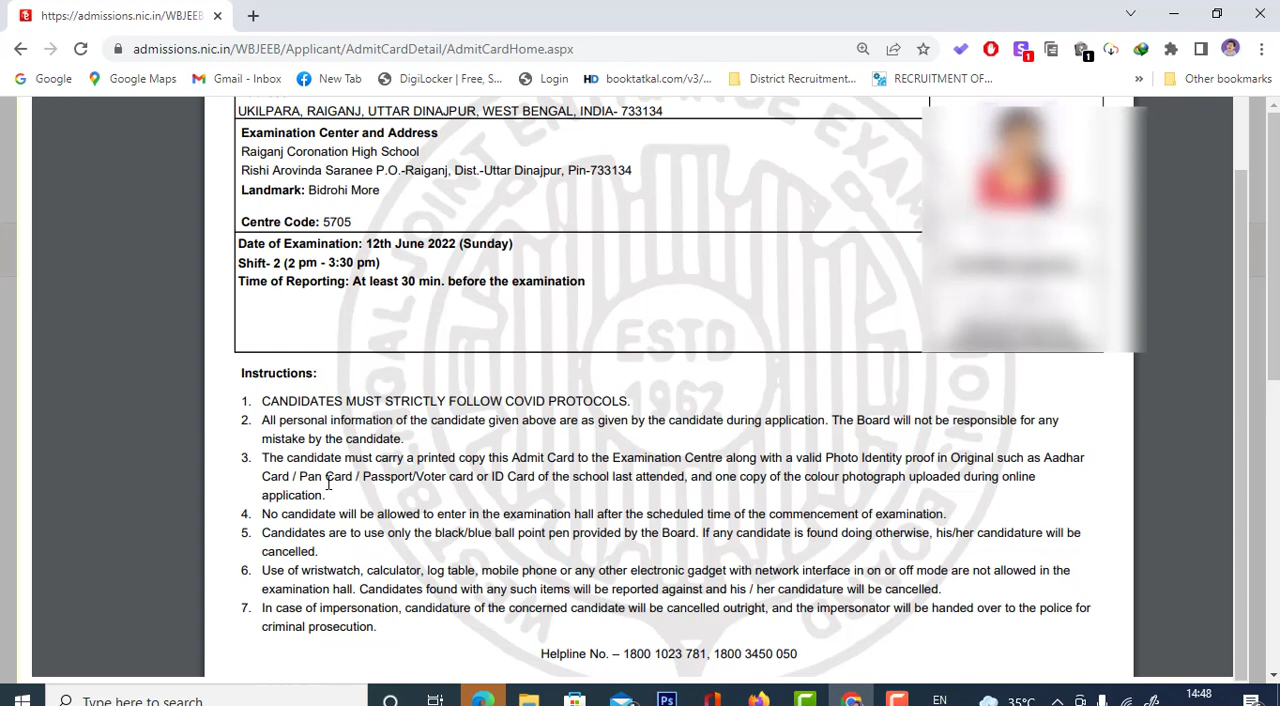 https://admissions.nic.in/WBJEEB
admissions.nic.in/WBJEEB/Applicant/AdmitCardDetail/AdmitCardHome.aspx
1
1
Google
Google Maps
Gmail - Inbox
New Tab
DigiLocker | Free, S...
Login
HD booktatkal.com/v3/...
District Recruitment...
RECRUITMENT OF...
»
Other bookmarks
UKILPARA, RAIGANJ, UTTAR DINAJPUR, WEST BENGAL, INDIA- 733134
Examination Center and Address
Raiganj Coronation High School
Rishi Arovinda Saranee P.O.-Raiganj, Dist.-Uttar Dinajpur, Pin-733134
Landmark: Bidrohi More
Centre Code: 5705
Date of Examination: 12th June 2022 (Sunday)
Shift- 2 (2 pm - 3:30 pm)
Time of Reporting: At least 30 min. before the examination
ESTD
1962
Instructions:
1. CANDIDATES MUST STRICTLY FOLLOW COVID PROTOCOLS.
2. All personal information of the candidate given above are as given by the candidate during application. The Board will not be responsible for any
mistake by the candidate.
3. The candidate must carry a printed copy this Admit Card to the Examination Centre along with a valid Photo Identity proof in Original such as Aadhar
Card / Pan Card / Passport/Voter card or ID Card of the school last attended, and one copy of the colour photograph uploaded during online
application.
4. No candidate will be allowed to enter in the examination hall after the scheduled time of the commencement of examination.
5. Candidates are to use only the black/blue ball point pen provided by the Board. If any candidate is found doing otherwise, his/her candidature will be
cancelled.
6. Use of wristwatch, calculator, log table, mobile phone or any other electronic gadget with network interface in on or off mode are not allowed in the
examination hall. Candidates found with any such items will be reported against and his / her candidature will be cancelled.
7. In case of impersonation, candidature of the concerned candidate will be cancelled outright, and the impersonator will be handed over to the police for
criminal prosecution.
Helpline No. – 1800 1023 781, 1800 3450 050
Type here to search
Ps
EN
35°C
14:48